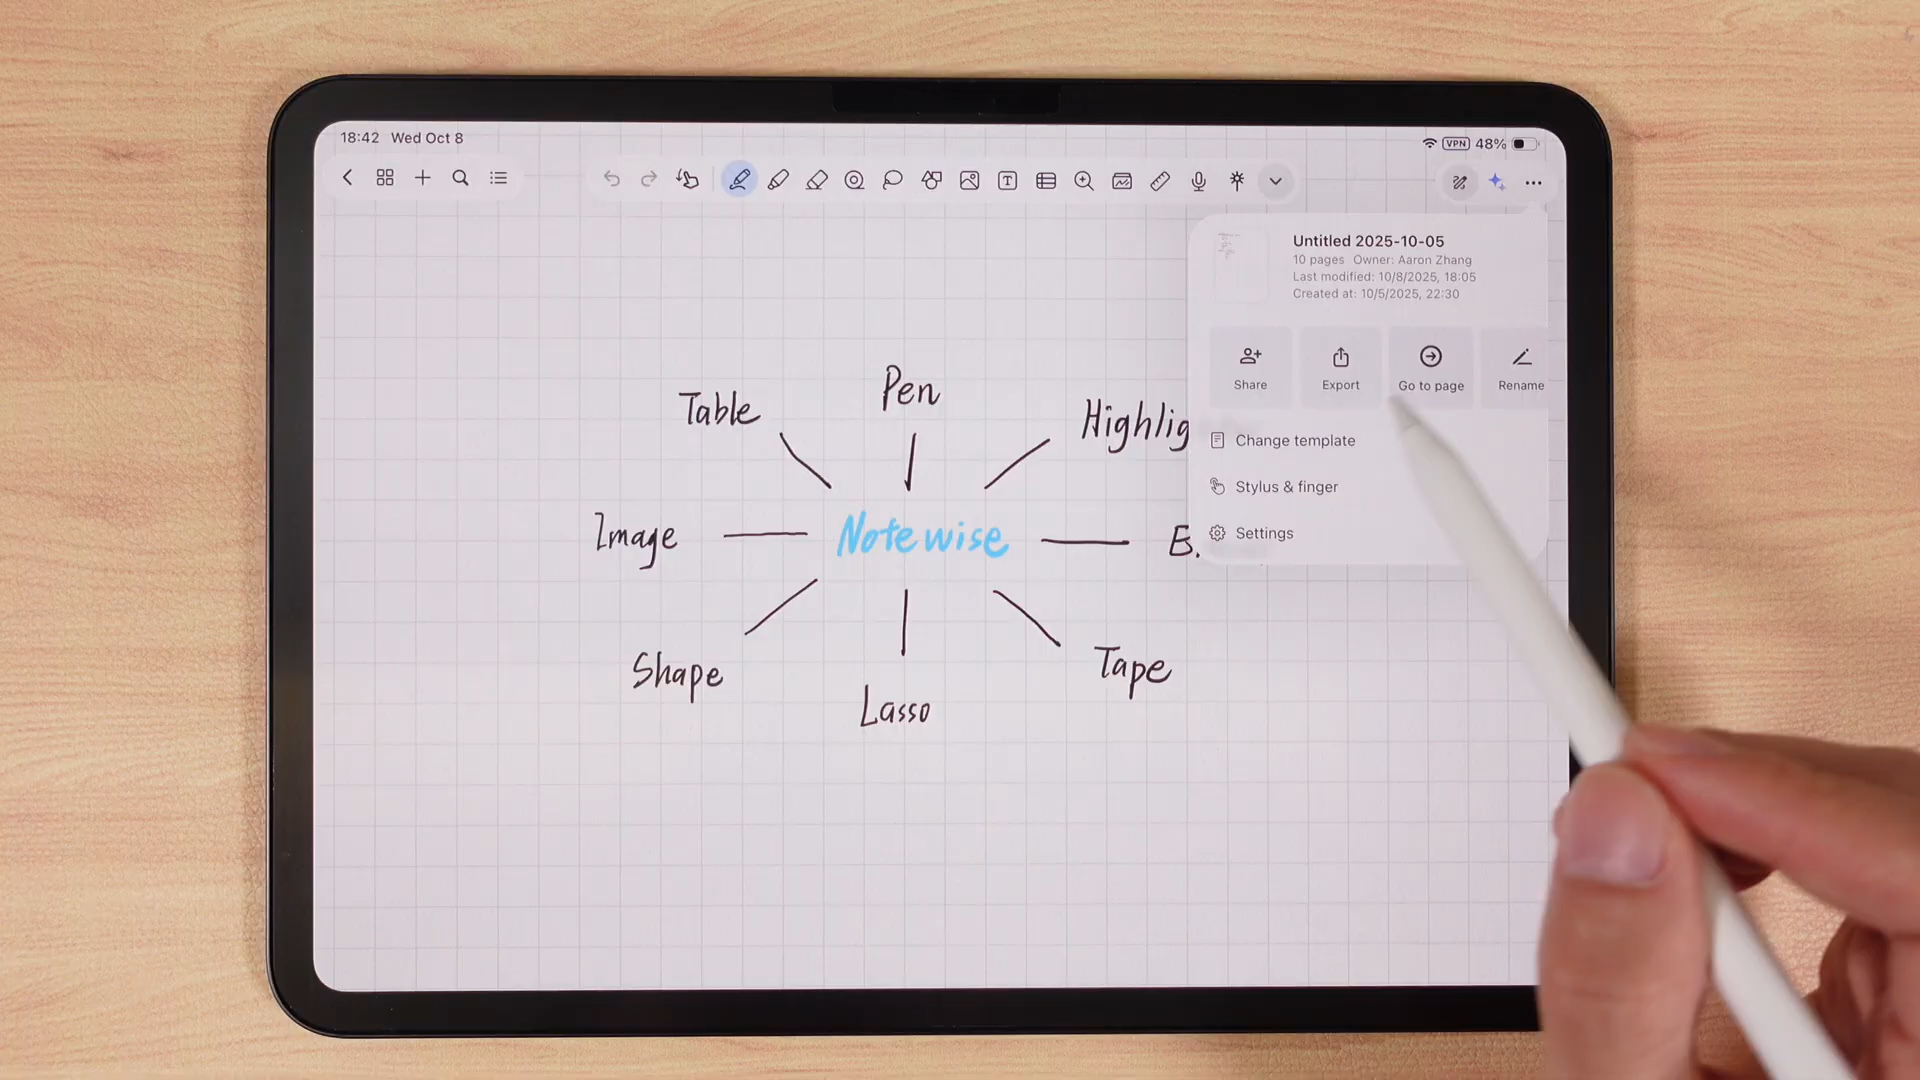 18:42 Wed Oct 8
VPN 48%
Untitled 2025-10-05
10 pages Owner: Aaron Zhang
Last modified: 10/8/2025, 18:05
Created at: 10/5/2025, 22:30
Share
Export
Go to page
Rename
Change template
Stylus & finger
Settings
Pen
Table
Highlig
Image
Notewise
E
Shape
Tape
Lasso